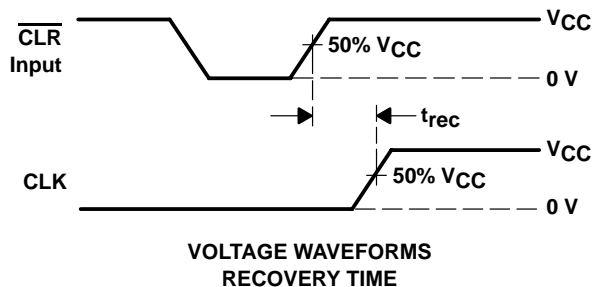 CLR
Input
50% VCC
VCC
0 V
trec
CLK
50% VCC
VCC
0 V
VOLTAGE WAVEFORMS
RECOVERY TIME